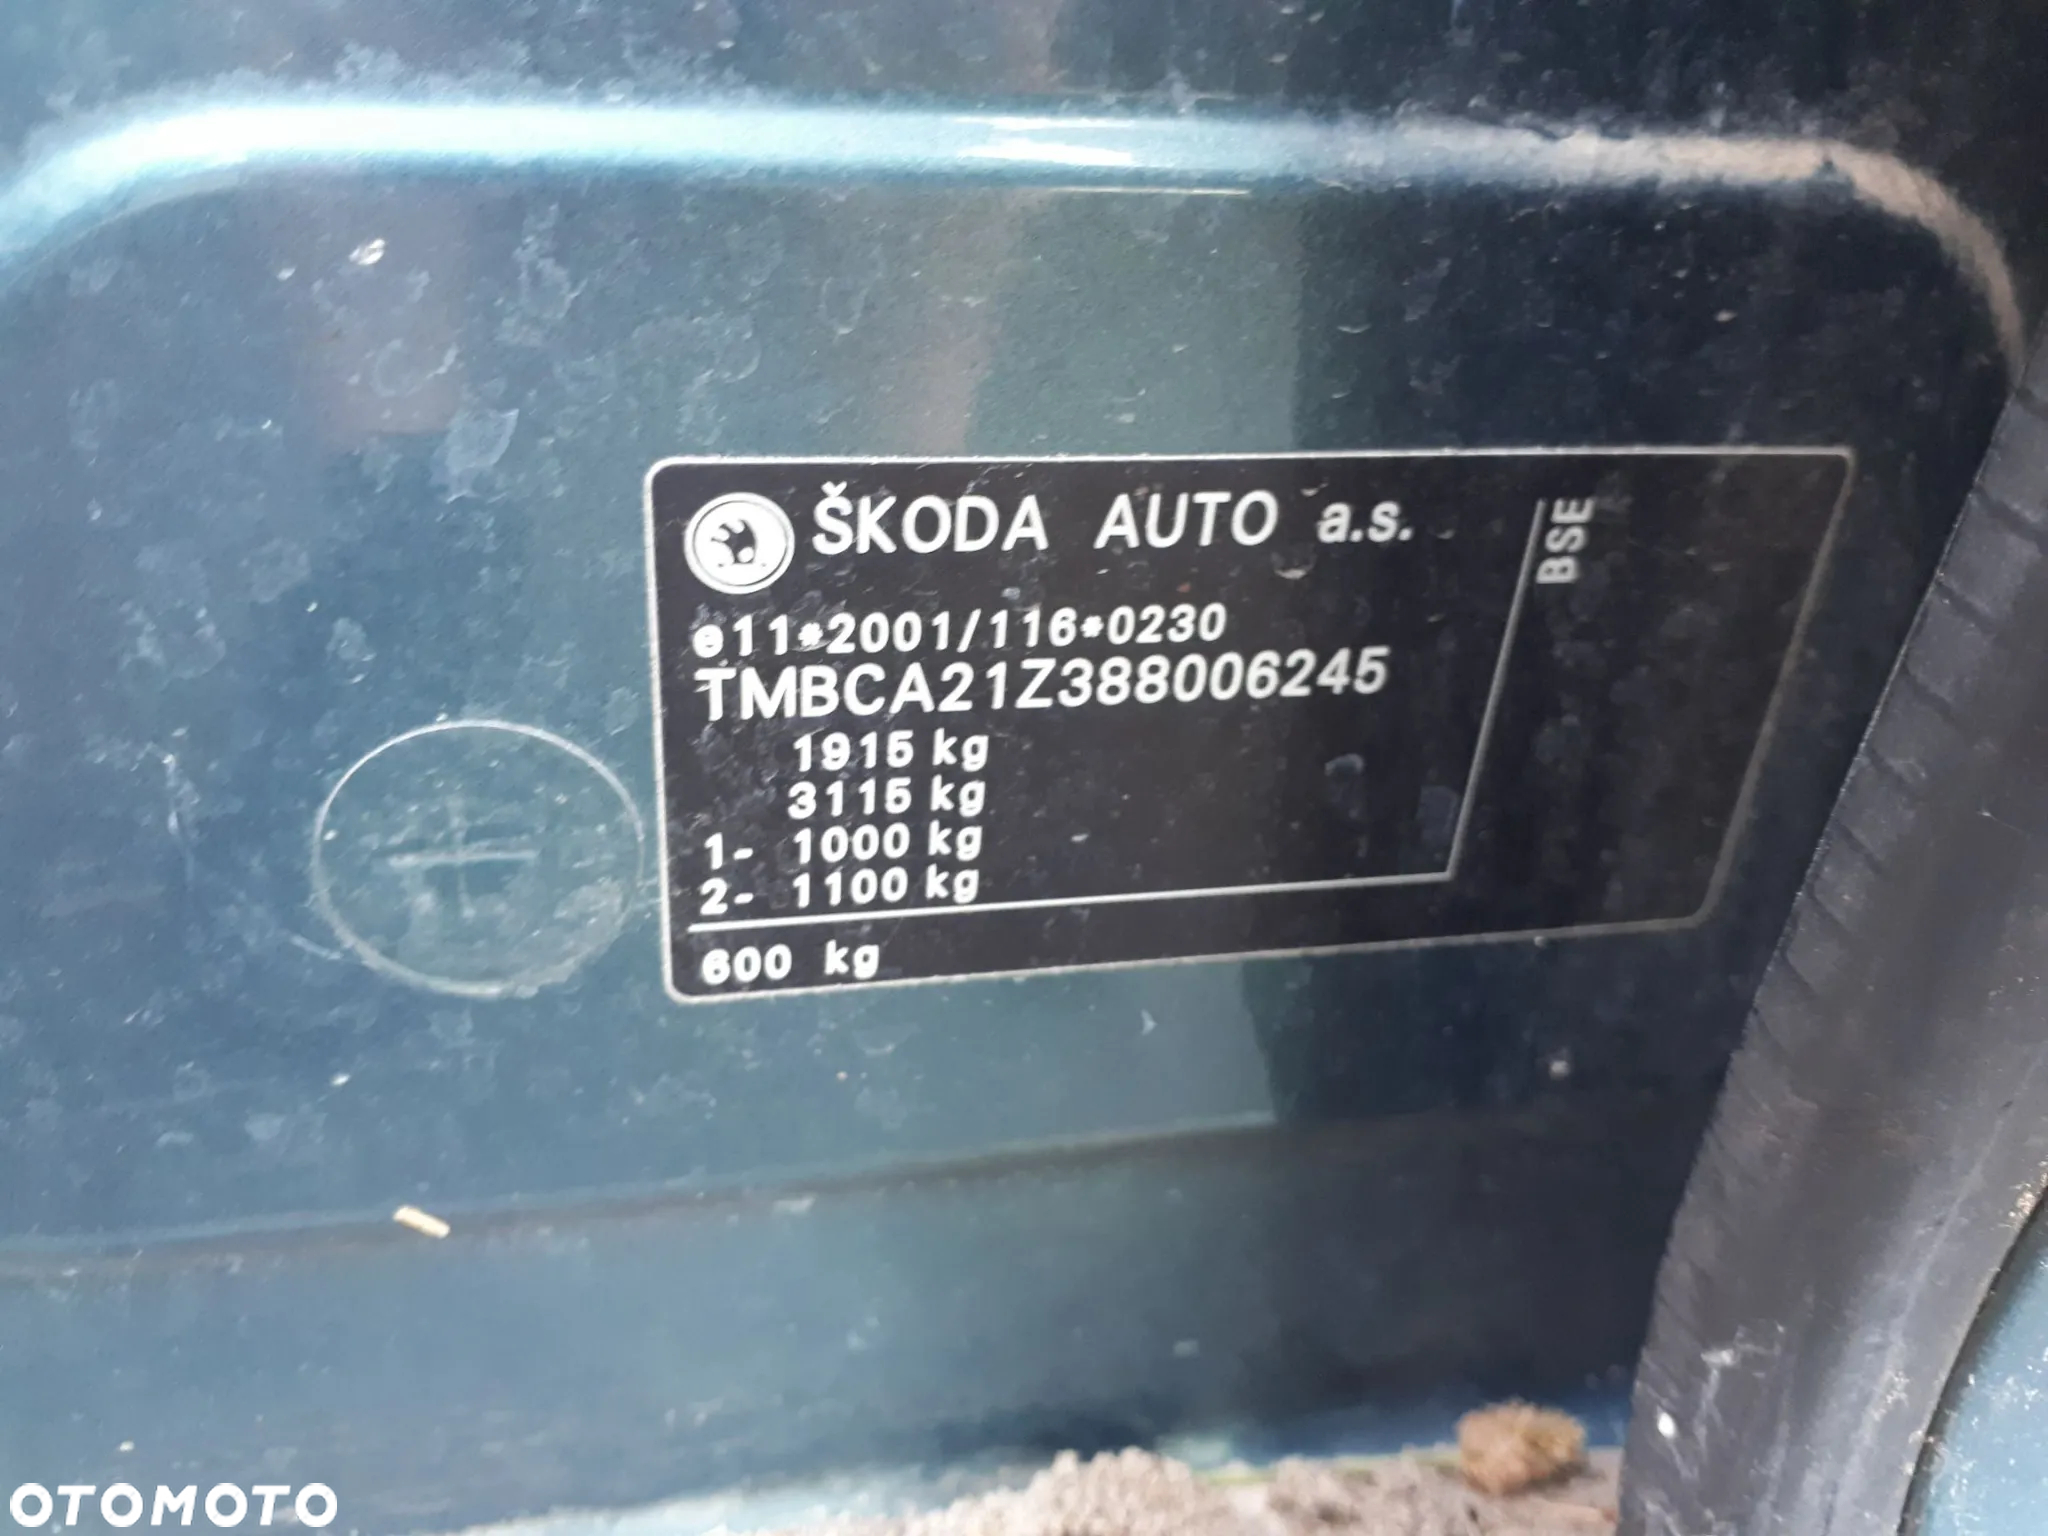 ŠKODA AUTO a.s.
BSE
e11*2001/116*0230
TMBCA21Z388006245
1915 kg
3115 kg
1- 1000 kg
2- 1100 kg
600 kg
OTOMOTO